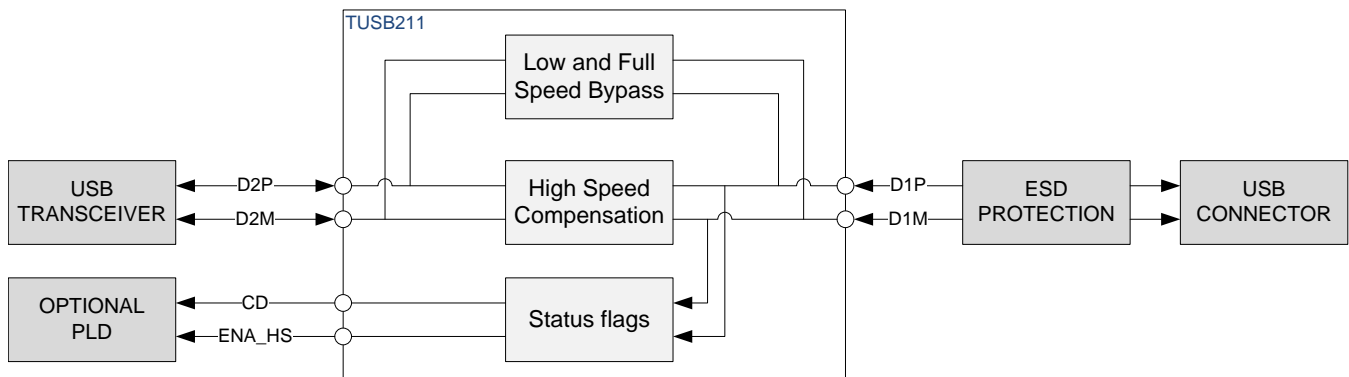 TUSB211
Low and Full
Speed Bypass
USB
TRANSCEIVER
D2P
D2M
High Speed
Compensation
D1P
D1M
ESD
PROTECTION
USB
CONNECTOR
OPTIONAL
PLD
CD
ENA_HS
Status flags